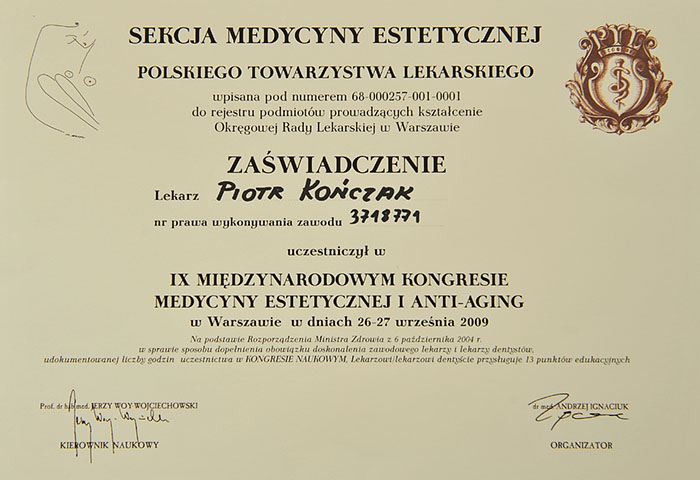 SEKCJA MEDYCYNY ESTETYCZNEJ
POLSKIEGO TOWARZYSTWA LEKARSKIEGO
wpisana pod numerem 68-000257-001-0001
do rejestru podmiotów prowadzących kształcenie
Okręgowej Rady Lekarskiej w Warszawie
ZAŚWIADCZENIE
Lekarz PIOTR KOŃCZAK
nr prawa wykonywania zawodu 3718771
uczestniczył w
IX MIĘDZYNARODOWYM KONGRESIE
MEDYCYNY ESTETYCZNEJ I ANTI-AGING
w Warszawie w dniach 26-27 września 2009
Na podstawie Rozporządzenia Ministra Zdrowia z 6 października 2004 r.
w sprawie sposobu dopełnienia obowiązku doskonalenia zawodowego lekarzy i lekarzy dentystów,
udokumentowanej liczby godzin uczestnictwa w KONGRESIE NAUKOWYM, Lekarzowi/lekarzowi dentyście przysługuje 13 punktów edukacyjnych
Prof. dr hab. med. JERZY WOY-WOJCIECHOWSKI
KIEROWNIK NAUKOWY
dr med. ANDRZEJ IGNACIUK
ORGANIZATOR